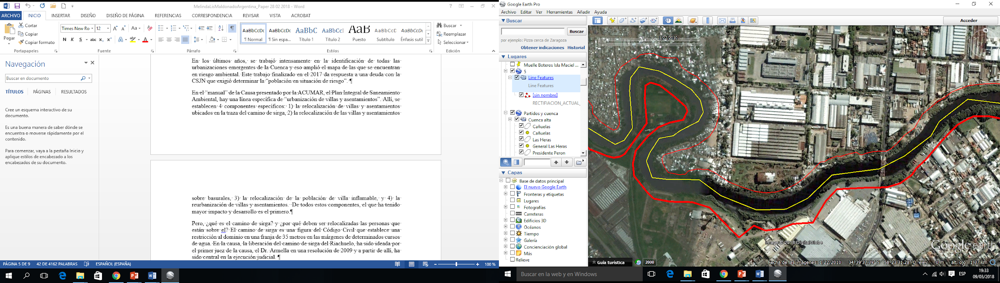 MelindaLisMaldonadoArgentina_Paper 28 02 2018 - Word
ARCHIVO INICIO INSERTAR DISEÑO DISEÑO DE PÁGINA REFERENCIAS CORRESPONDENCIA REVISAR VISTA ACROBAT
Pegar
Cortar
Copiar
Copiar formato
Portapapeles
Times New Ro 12
N K S abc x₂ x²
Fuente
Párrafo
AaBbCcDc AaBbCcDc AaBbC AaBbCcI AaB AaBbCcD AaBbCcDc
¶ Normal ¶ Sin espa... Título 1 Título 2 Puesto Subtítulo Énfasis sutil
Estilos
Buscar
Reemplazar
Seleccionar
Edición
Navegación
Buscar en documento
TÍTULOS PÁGINAS RESULTADOS
Cree un esquema interactivo de su
documento.
Es una buena manera de saber dónde se
encuentra o moverse rápidamente por el
contenido.
Para comenzar, vaya a la pestaña Inicio y
aplique estilos de encabezado a los
encabezados de su documento.
En los últimos años, se trabajó intensamente en la identificación de todas las
urbanizaciones emergentes de la Cuenca y eso amplió el mapa de las que se encuentran
en riesgo ambiental. Este trabajo finalizado en el 2017 da respuesta a una deuda con la
CSJN que exigió determinar la “población en situación de riesgo”. ¶
En el “manual” de la Causa presentado por la ACUMAR, el Plan Integral de Saneamiento
Ambiental, hay una línea específica de “urbanización de villas y asentamientos”. Allí, se
establecen 4 componentes específicos: 1) la relocalización de villas y asentamientos
ubicados en la traza del camino de sirga, 2) la relocalización de las villas y asentamientos
sobre basurales, 3) la relocalización de la población de villa inflamable, y 4) la
reurbanización de villas y asentamientos. De todos estos componentes, el que ha tenido
mayor impacto y desarrollo es el primero.¶
Pero, ¿qué es el camino de sirga? y ¿por qué deben ser relocalizadas las personas que
están sobre el? El camino de sirga es una figura del Código Civil que establece una
restricción al dominio en una franja de 35 metros en las márgenes de determinados cursos
de agua. En la causa, la liberación del camino de sirga del Riachuelo, ha sido ideada por
el primer juez de la causa, el Dr. Armella en una resolución de 2009 y a partir de allí, ha
sido central en la ejecución judicial. ¶
PÁGINA 5 DE 9 42 DE 4162 PALABRAS ESPAÑOL (ESPAÑA) 100 %
Google Earth Pro
Archivo Editar Ver Herramientas Añadir Ayuda
Acceder
Buscar
Buscar
por ejemplo: Pizza cerca de Zaragoza
Obtener indicaciones Historial
Lugares
Muelle Boteros Isla Maciel ...
5
Line Features
Line Features
[sin nombre]
RECTIFIACION_ACTUAL_
Partidos y cuenca
Cuenca alta
Cañuelas
Cañuelas
Las Heras
General Las Heras
Presidente Peron
Capas
Base de datos principal
El nuevo Google Earth
Fronteras y etiquetas
Lugares
Fotografías
Carreteras
Edificios 3D
Océanos
Tiempo
Galería
Concienciación global
Más
Relieve
1/22/2010
N
Image © 2018 DigitalGlobe
Google earth
Guía turística 2000
Fecha de las imágenes: 1/22/2010 34°39'37.39" S 58°23'31.28" O elev. 0 m alt. ojo 1.37 km
Buscar en la web y en Windows
ESP
19:33
09/03/2018